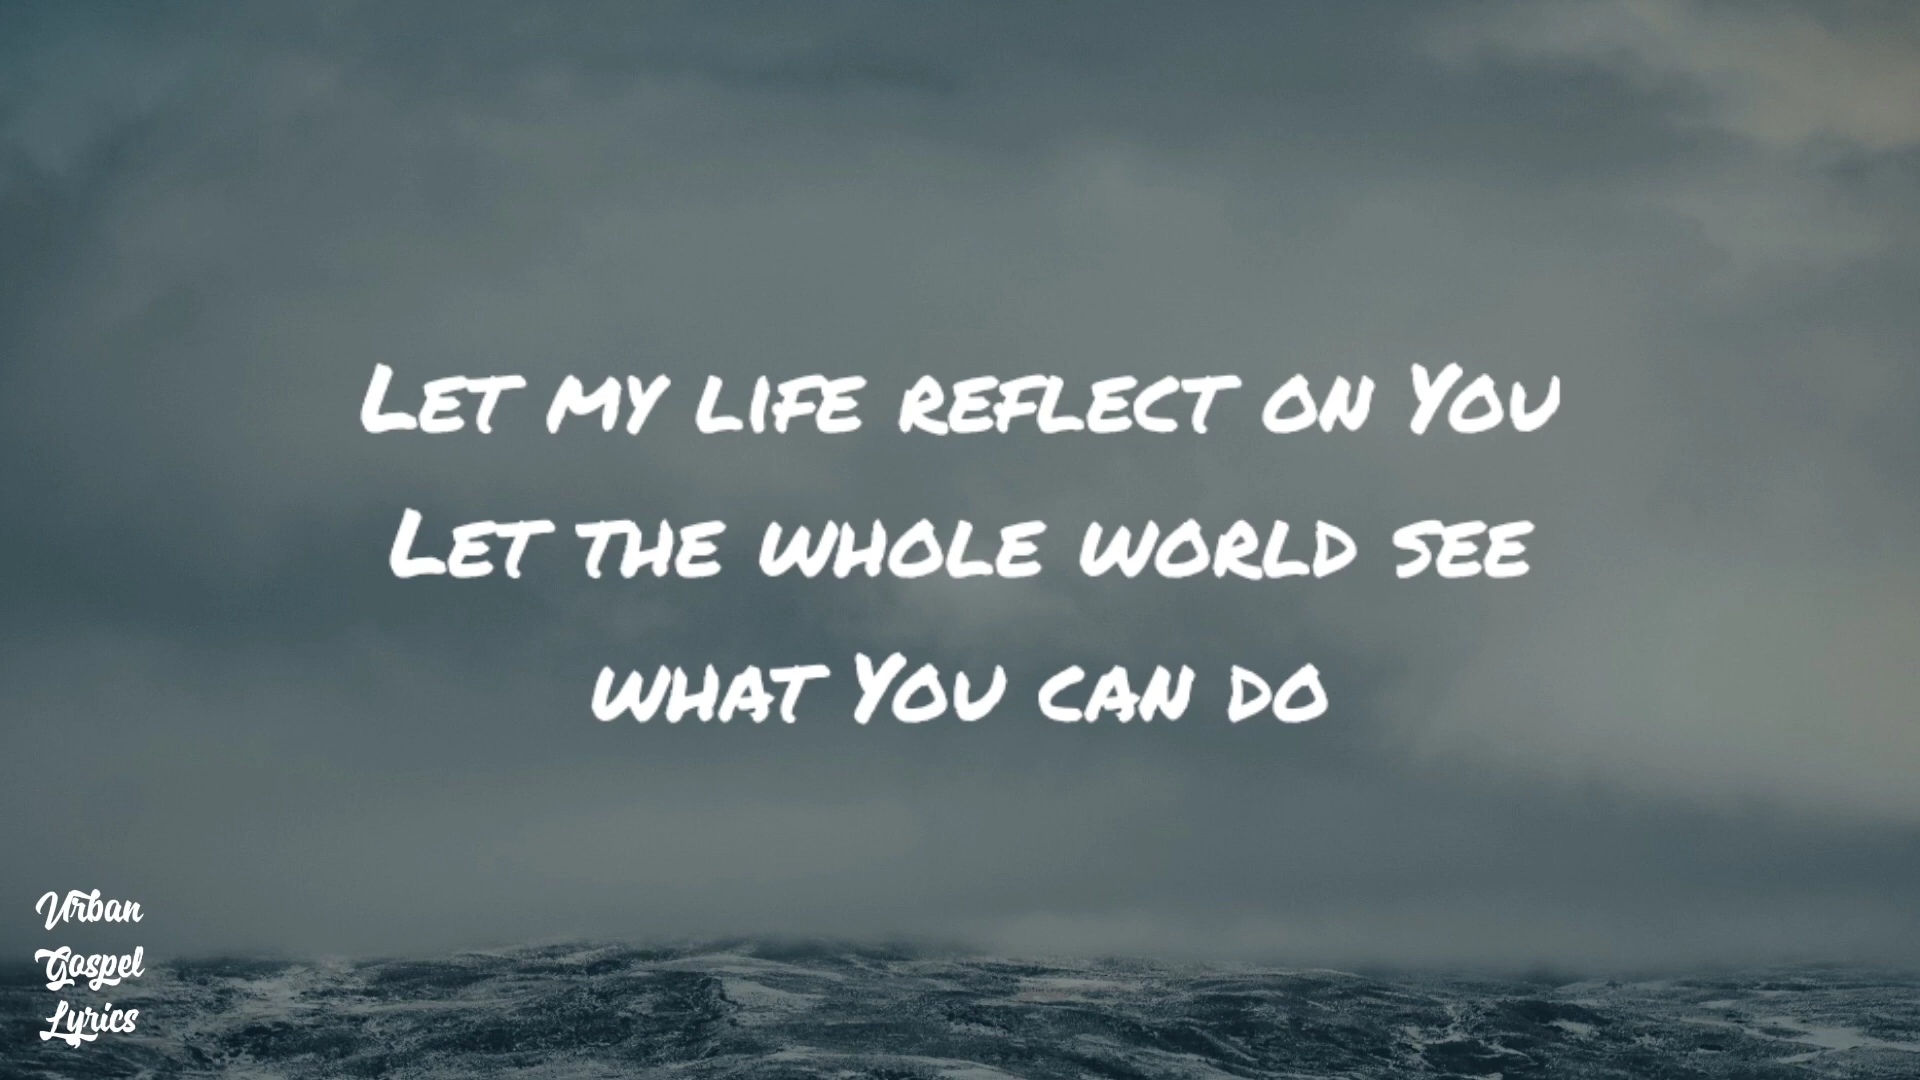 Let my life reflect on You
Let the whole world see
what You can do
Urban
Gospel
Lyrics